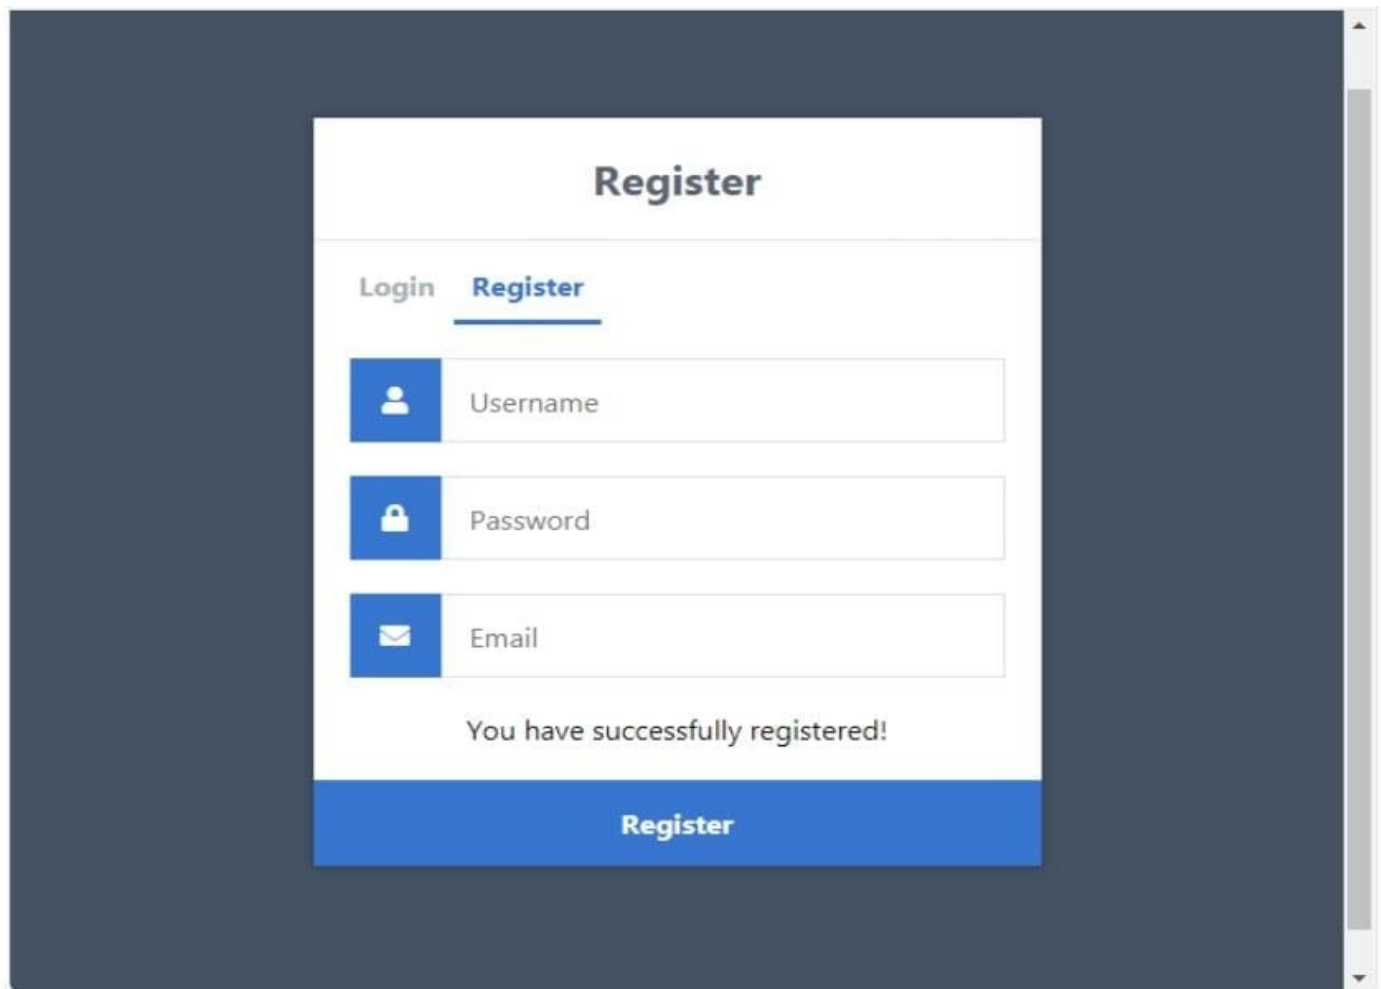 Register
Login Register
Username
Password
Email
You have successfully registered!
Register